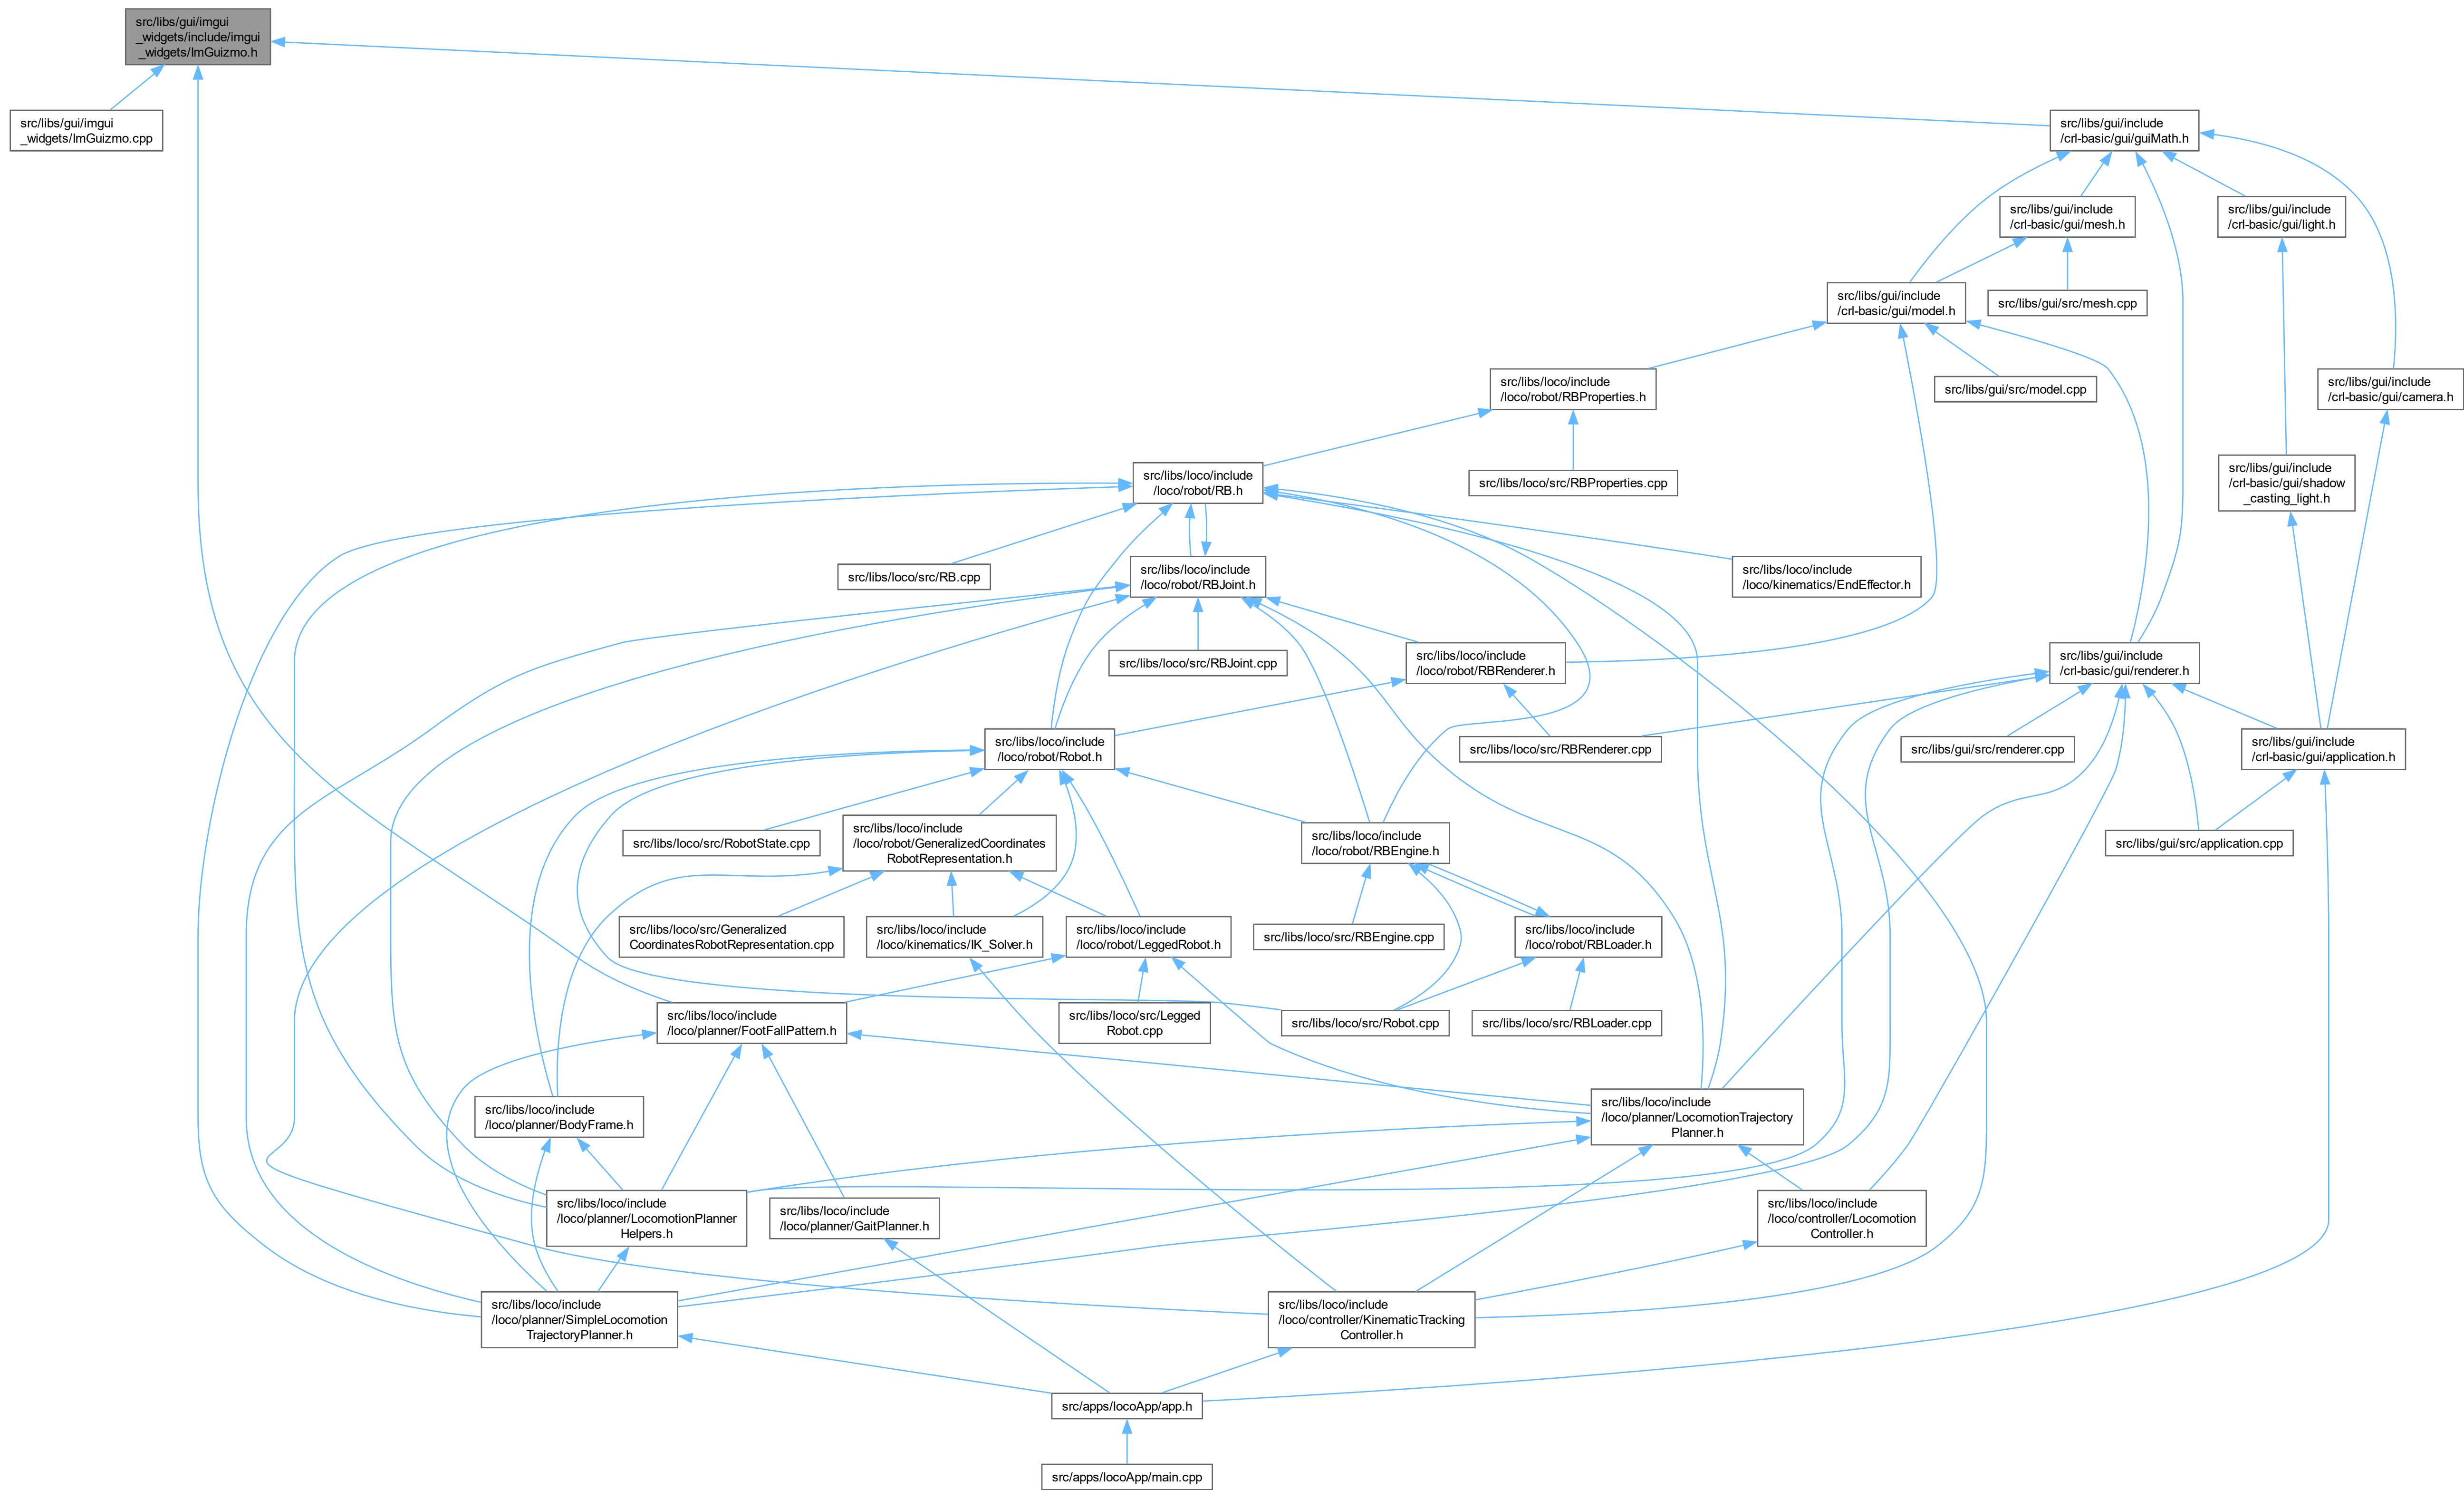 src/libs/gui/imgui
_widgets/include/imgui
_widgets/ImGuizmo.h
src/libs/gui/imgui
_widgets/ImGuizmo.cpp
src/libs/gui/include
/crl-basic/gui/guiMath.h
src/libs/gui/include
/crl-basic/gui/mesh.h
src/libs/gui/include
/crl-basic/gui/light.h
src/libs/gui/include
/crl-basic/gui/model.h
src/libs/gui/src/mesh.cpp
src/libs/loco/include
/loco/robot/RBProperties.h
src/libs/gui/src/model.cpp
src/libs/gui/include
/crl-basic/gui/camera.h
src/libs/loco/include
/loco/robot/RB.h
src/libs/loco/src/RBProperties.cpp
src/libs/gui/include
/crl-basic/gui/shadow
_casting_light.h
src/libs/loco/src/RB.cpp
src/libs/loco/include
/loco/robot/RBJoint.h
src/libs/loco/include
/loco/kinematics/EndEffector.h
src/libs/loco/src/RBJoint.cpp
src/libs/loco/include
/loco/robot/RBRenderer.h
src/libs/gui/include
/crl-basic/gui/renderer.h
src/libs/loco/include
/loco/robot/Robot.h
src/libs/loco/src/RBRenderer.cpp
src/libs/gui/src/renderer.cpp
src/libs/gui/include
/crl-basic/gui/application.h
src/libs/loco/src/RobotState.cpp
src/libs/loco/include
/loco/robot/GeneralizedCoordinates
RobotRepresentation.h
src/libs/loco/include
/loco/robot/RBEngine.h
src/libs/gui/src/application.cpp
src/libs/loco/src/Generalized
CoordinatesRobotRepresentation.cpp
src/libs/loco/include
/loco/kinematics/IK_Solver.h
src/libs/loco/include
/loco/robot/LeggedRobot.h
src/libs/loco/src/RBEngine.cpp
src/libs/loco/include
/loco/robot/RBLoader.h
src/libs/loco/include
/loco/planner/FootFallPattern.h
src/libs/loco/src/Legged
Robot.cpp
src/libs/loco/src/Robot.cpp
src/libs/loco/src/RBLoader.cpp
src/libs/loco/include
/loco/planner/BodyFrame.h
src/libs/loco/include
/loco/planner/LocomotionTrajectory
Planner.h
src/libs/loco/include
/loco/planner/LocomotionPlanner
Helpers.h
src/libs/loco/include
/loco/planner/GaitPlanner.h
src/libs/loco/include
/loco/controller/Locomotion
Controller.h
src/libs/loco/include
/loco/planner/SimpleLocomotion
TrajectoryPlanner.h
src/libs/loco/include
/loco/controller/KinematicTracking
Controller.h
src/apps/locoApp/app.h
src/apps/locoApp/main.cpp